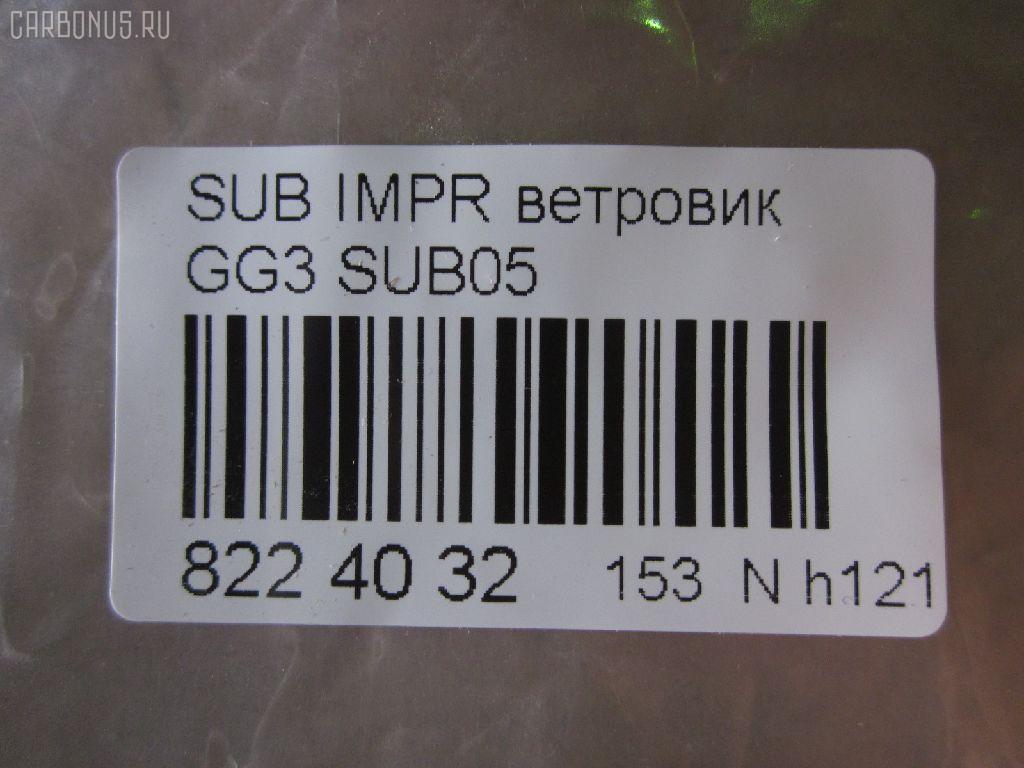 CARBONUS.RU
SUB IMPR ветровик
GG3 SUB05
822 40 32 153 N h121